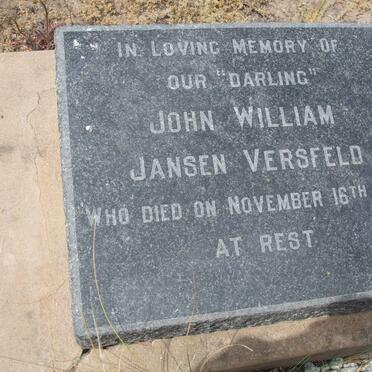 IN LOVING MEMORY OF
OUR "DARLING"
JOHN WILLIAM
JANSEN VERSFELD
WHO DIED ON NOVEMBER 16TH
AT REST